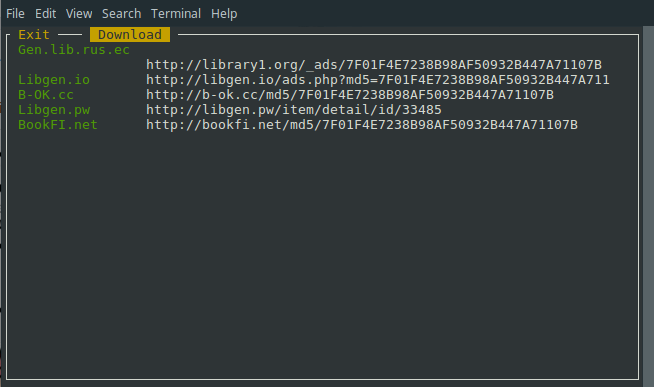 File Edit View Search Terminal Help
Exit Download
Gen.lib.rus.ec
http://library1.org/_ads/7F01F4E7238B98AF50932B447A71107B
Libgen.io http://libgen.io/ads.php?md5=7F01F4E7238B98AF50932B447A711
B-OK.cc http://b-ok.cc/md5/7F01F4E7238B98AF50932B447A71107B
Libgen.pw http://libgen.pw/item/detail/id/33485
BookFI.net http://bookfi.net/md5/7F01F4E7238B98AF50932B447A71107B